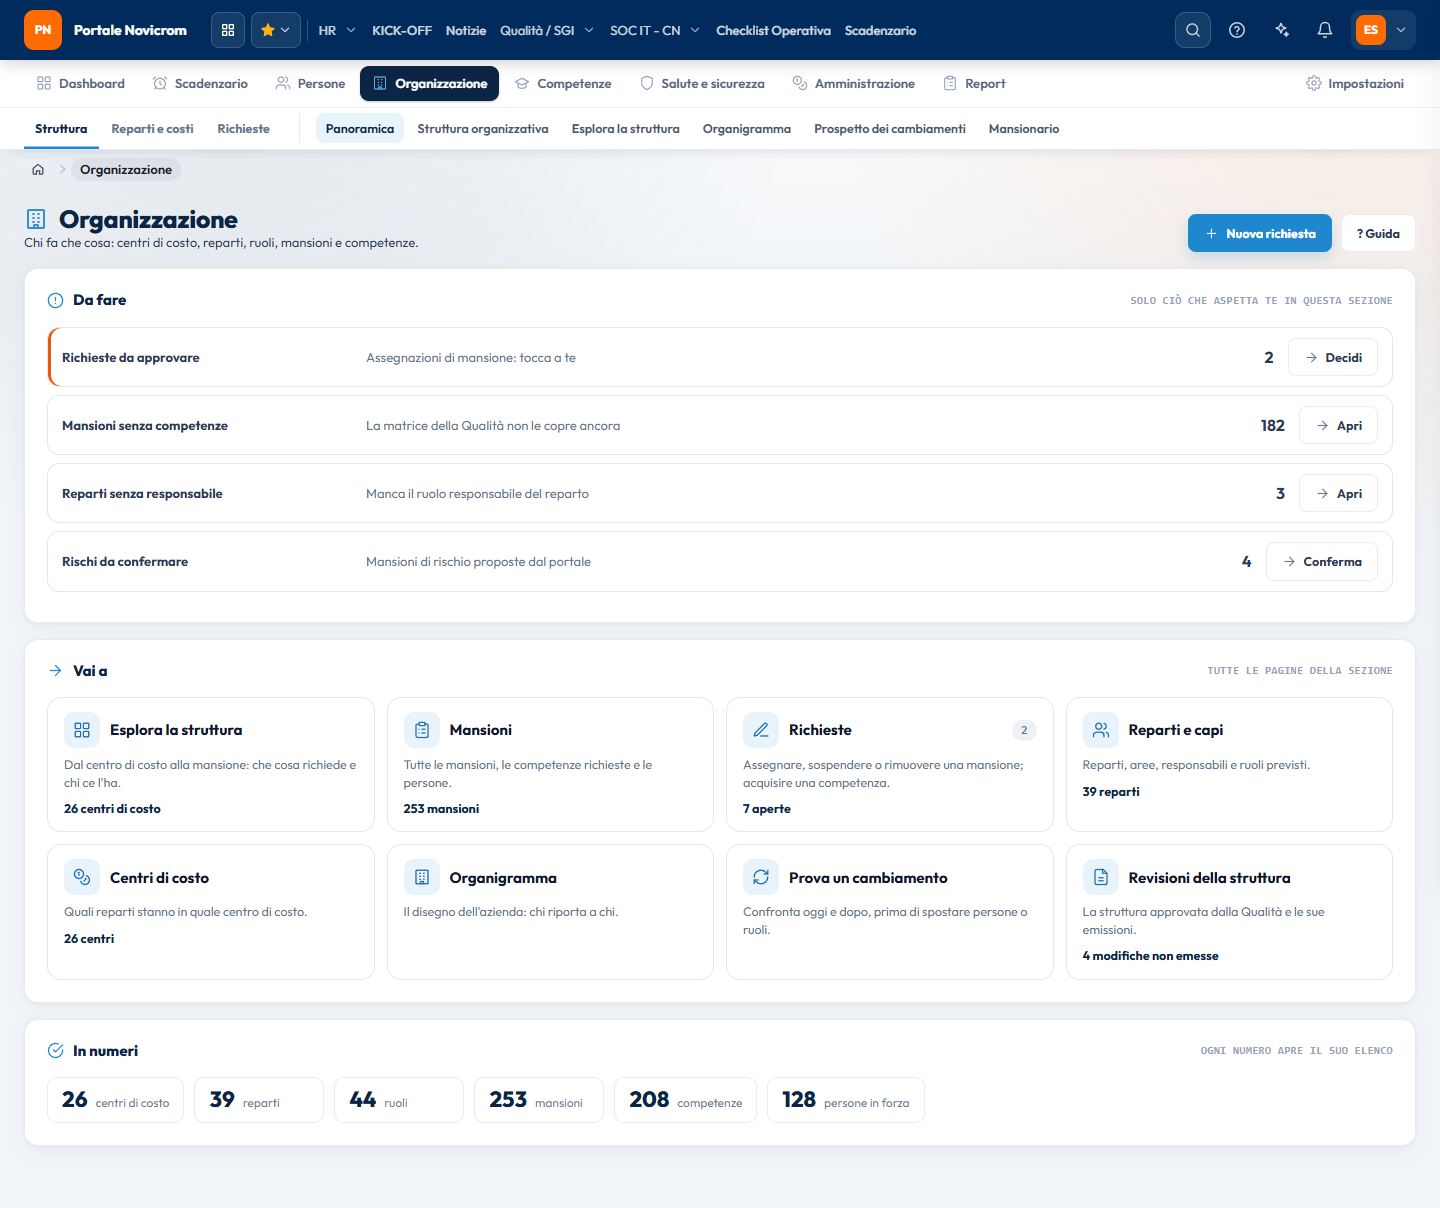 PN Portale Novicrom HR KICK-OFF Notizie Qualità / SGI SOC IT - CN Checklist Operativa Scadenzario ES
Dashboard Scadenzario Persone Organizzazione Competenze Salute e sicurezza Amministrazione Report Impostazioni
Struttura Reparti e costi Richieste Panoramica Struttura organizzativa Esplora la struttura Organigramma Prospetto dei cambiamenti Mansionario
Organizzazione
Organizzazione
Chi fa che cosa: centri di costo, reparti, ruoli, mansioni e competenze.
Nuova richiesta
? Guida
Da fare
SOLO CIÒ CHE ASPETTA TE IN QUESTA SEZIONE
Richieste da approvare Assegnazioni di mansione: tocca a te 2 Decidi
Mansioni senza competenze La matrice della Qualità non le copre ancora 182 Apri
Reparti senza responsabile Manca il ruolo responsabile del reparto 3 Apri
Rischi da confermare Mansioni di rischio proposte dal portale 4 Conferma
Vai a
TUTTE LE PAGINE DELLA SEZIONE
Esplora la struttura
Dal centro di costo alla mansione: che cosa richiede e
chi ce l'ha.
26 centri di costo
Mansioni
Tutte le mansioni, le competenze richieste e le
persone.
253 mansioni
Richieste 2
Assegnare, sospendere o rimuovere una mansione;
acquisire una competenza.
7 aperte
Reparti e capi
Reparti, aree, responsabili e ruoli previsti.
39 reparti
Centri di costo
Quali reparti stanno in quale centro di costo.
26 centri
Organigramma
Il disegno dell'azienda: chi riporta a chi.
Prova un cambiamento
Confronta oggi e dopo, prima di spostare persone o
ruoli.
Revisioni della struttura
La struttura approvata dalla Qualità e le sue
emissioni.
4 modifiche non emesse
In numeri
OGNI NUMERO APRE IL SUO ELENCO
26 centri di costo 39 reparti 44 ruoli 253 mansioni 208 competenze 128 persone in forza